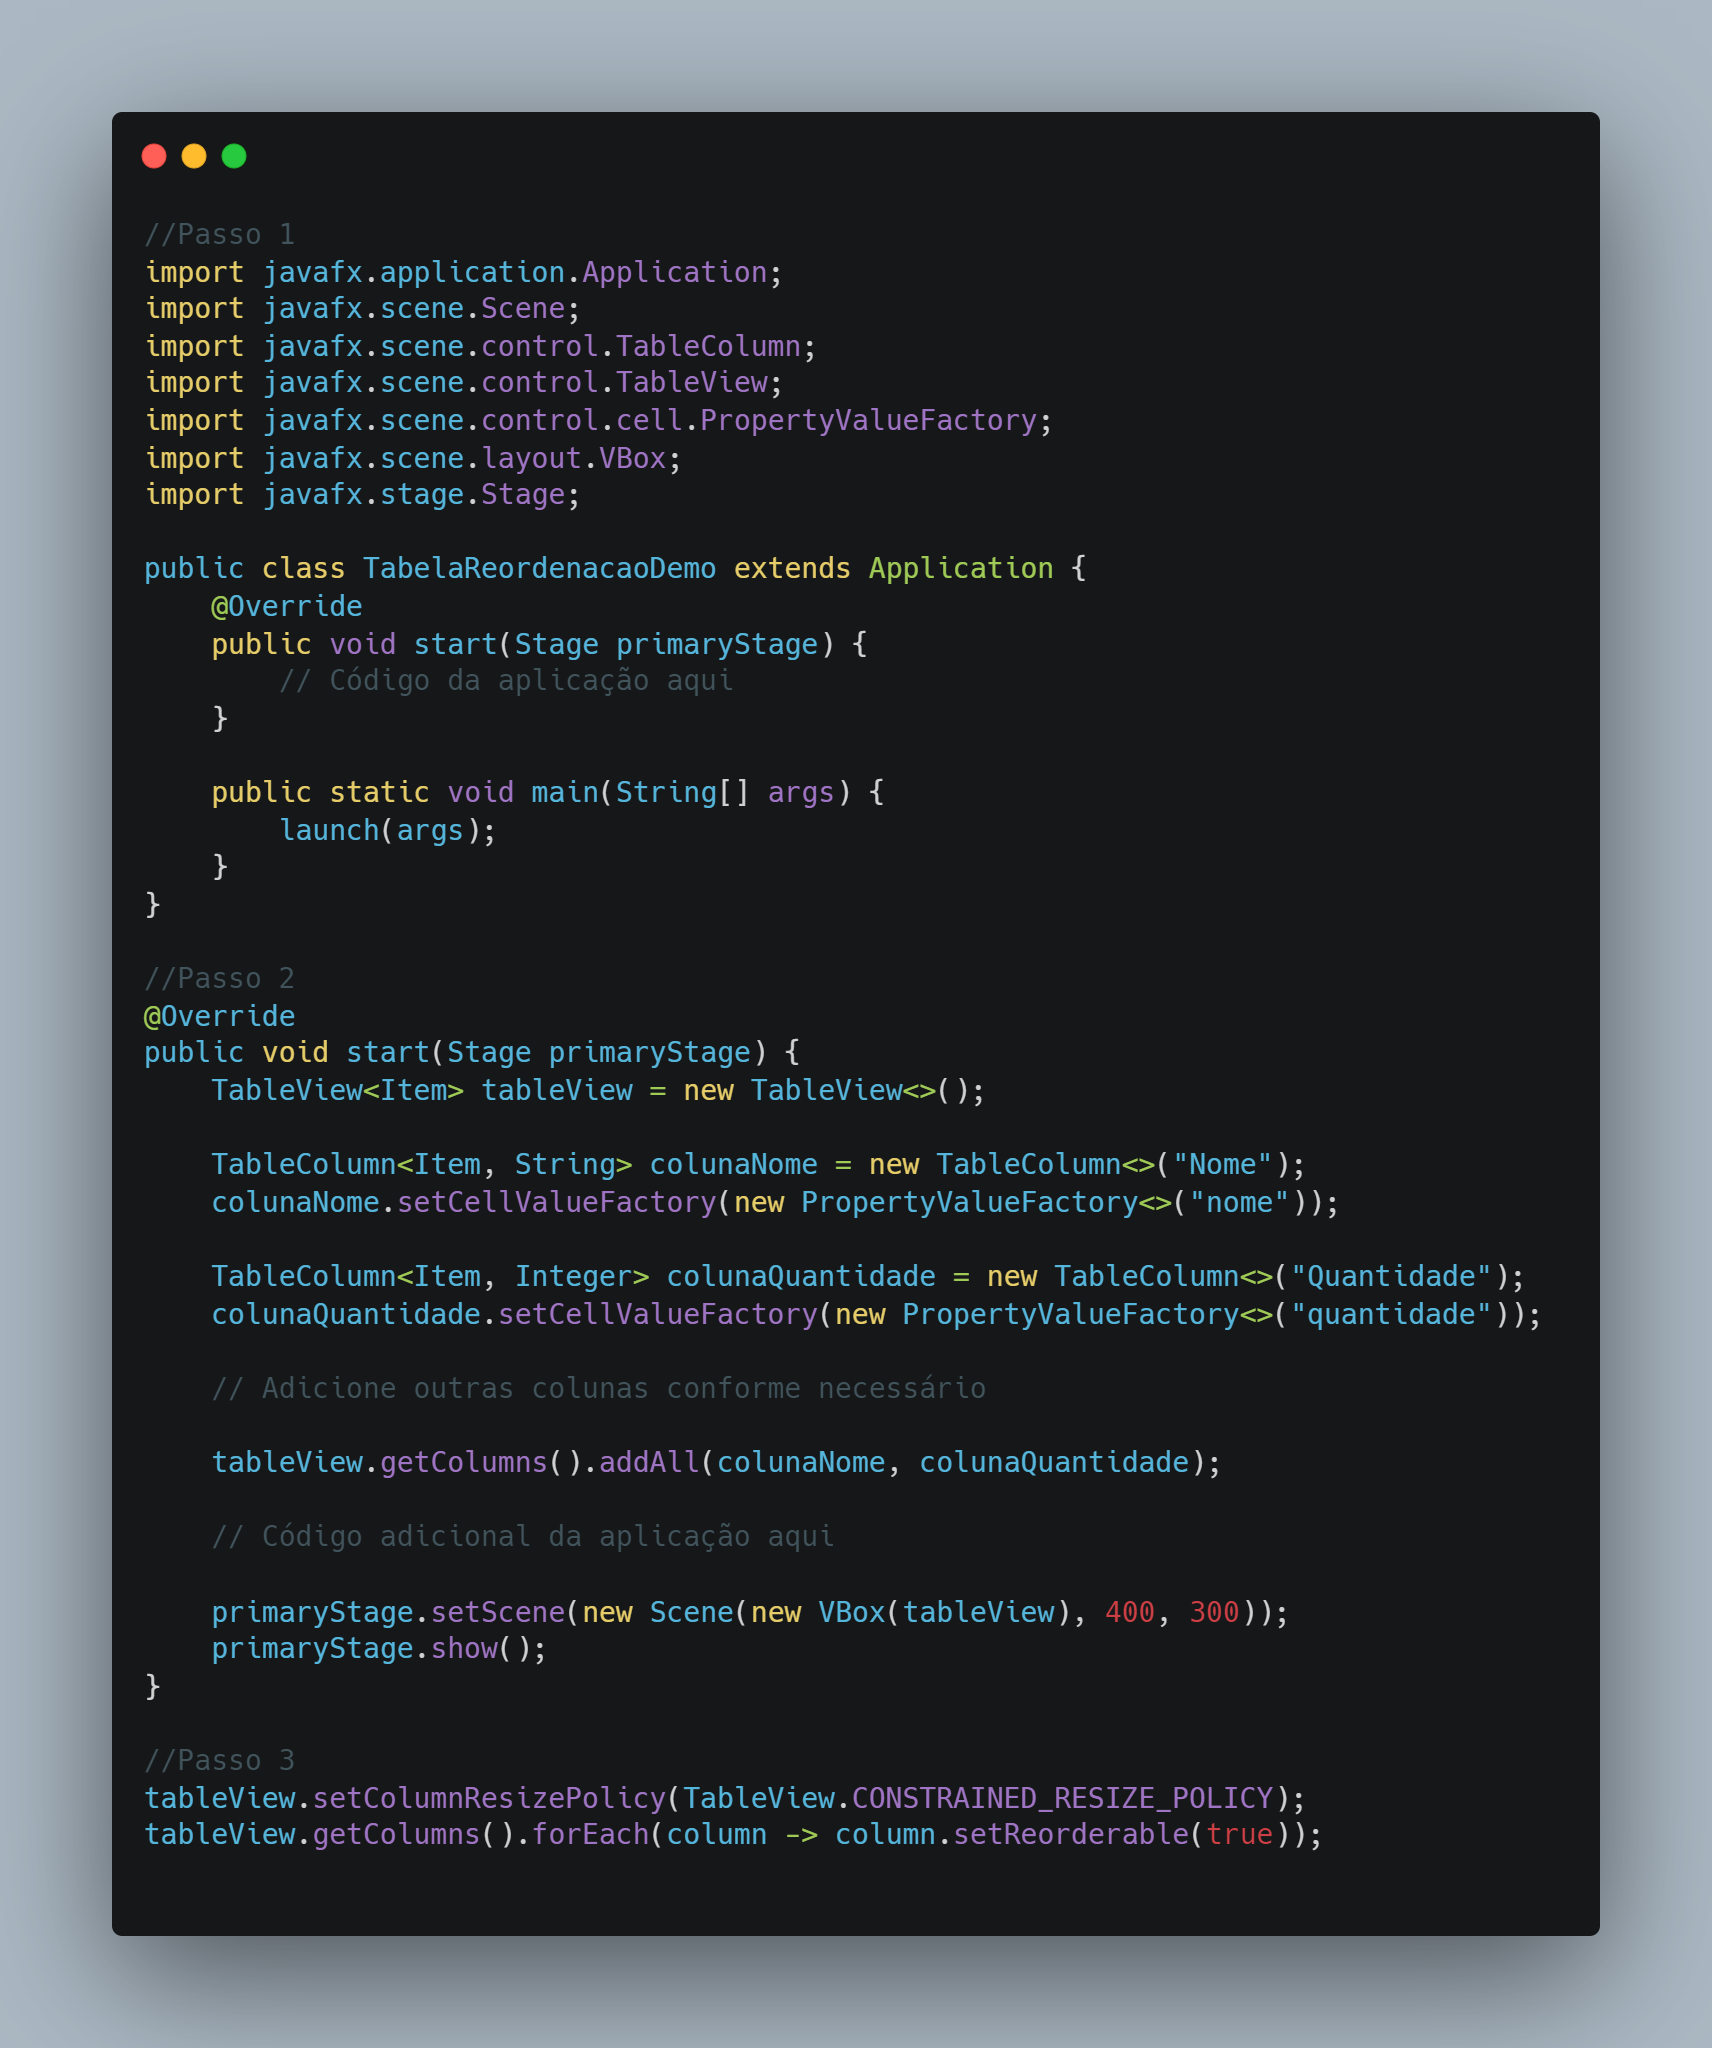 //Passo 1
import javafx.application.Application;
import javafx.scene.Scene;
import javafx.scene.control.TableColumn;
import javafx.scene.control.TableView;
import javafx.scene.control.cell.PropertyValueFactory;
import javafx.scene.layout.VBox;
import javafx.stage.Stage;

public class TabelaReordenacaoDemo extends Application {
    @Override
    public void start(Stage primaryStage) {
        // Código da aplicação aqui
    }

    public static void main(String[] args) {
        launch(args);
    }
}

//Passo 2
@Override
public void start(Stage primaryStage) {
    TableView<Item> tableView = new TableView<>();

    TableColumn<Item, String> colunaNome = new TableColumn<>("Nome");
    colunaNome.setCellValueFactory(new PropertyValueFactory<>("nome"));

    TableColumn<Item, Integer> colunaQuantidade = new TableColumn<>("Quantidade");
    colunaQuantidade.setCellValueFactory(new PropertyValueFactory<>("quantidade"));

    // Adicione outras colunas conforme necessário

    tableView.getColumns().addAll(colunaNome, colunaQuantidade);

    // Código adicional da aplicação aqui

    primaryStage.setScene(new Scene(new VBox(tableView), 400, 300));
    primaryStage.show();
}

//Passo 3
tableView.setColumnResizePolicy(TableView.CONSTRAINED_RESIZE_POLICY);
tableView.getColumns().forEach(column -> column.setReorderable(true));